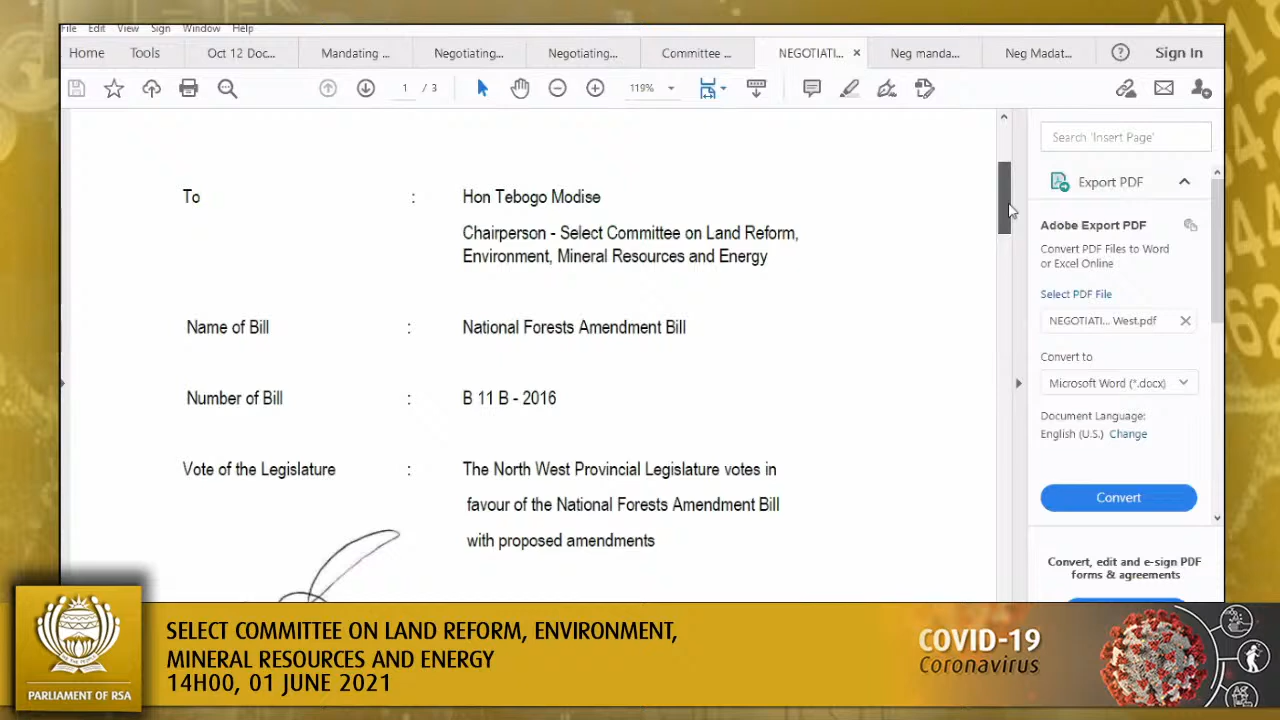 File Edit View Sign Window Help
Home Tools Oct 12 Doc... Mandating ... Negotiating... Negotiating... Committee ... NEGOTIATI... × Neg manda... Neg Madat... Sign In
1 / 3 119%
Search 'Insert Page'
Export PDF
Adobe Export PDF
Convert PDF Files to Word
or Excel Online
Select PDF File
NEGOTIATI... West.pdf
Convert to
Microsoft Word (*.docx)
Document Language:
English (U.S.) Change
Convert
Convert, edit and e-sign PDF
forms & agreements
To : Hon Tebogo Modise
Chairperson - Select Committee on Land Reform,
Environment, Mineral Resources and Energy
Name of Bill : National Forests Amendment Bill
Number of Bill : B 11 B - 2016
Vote of the Legislature : The North West Provincial Legislature votes in
favour of the National Forests Amendment Bill
with proposed amendments
PARLIAMENT OF RSA
SELECT COMMITTEE ON LAND REFORM, ENVIRONMENT,
MINERAL RESOURCES AND ENERGY
14H00, 01 JUNE 2021
COVID-19
Coronavirus